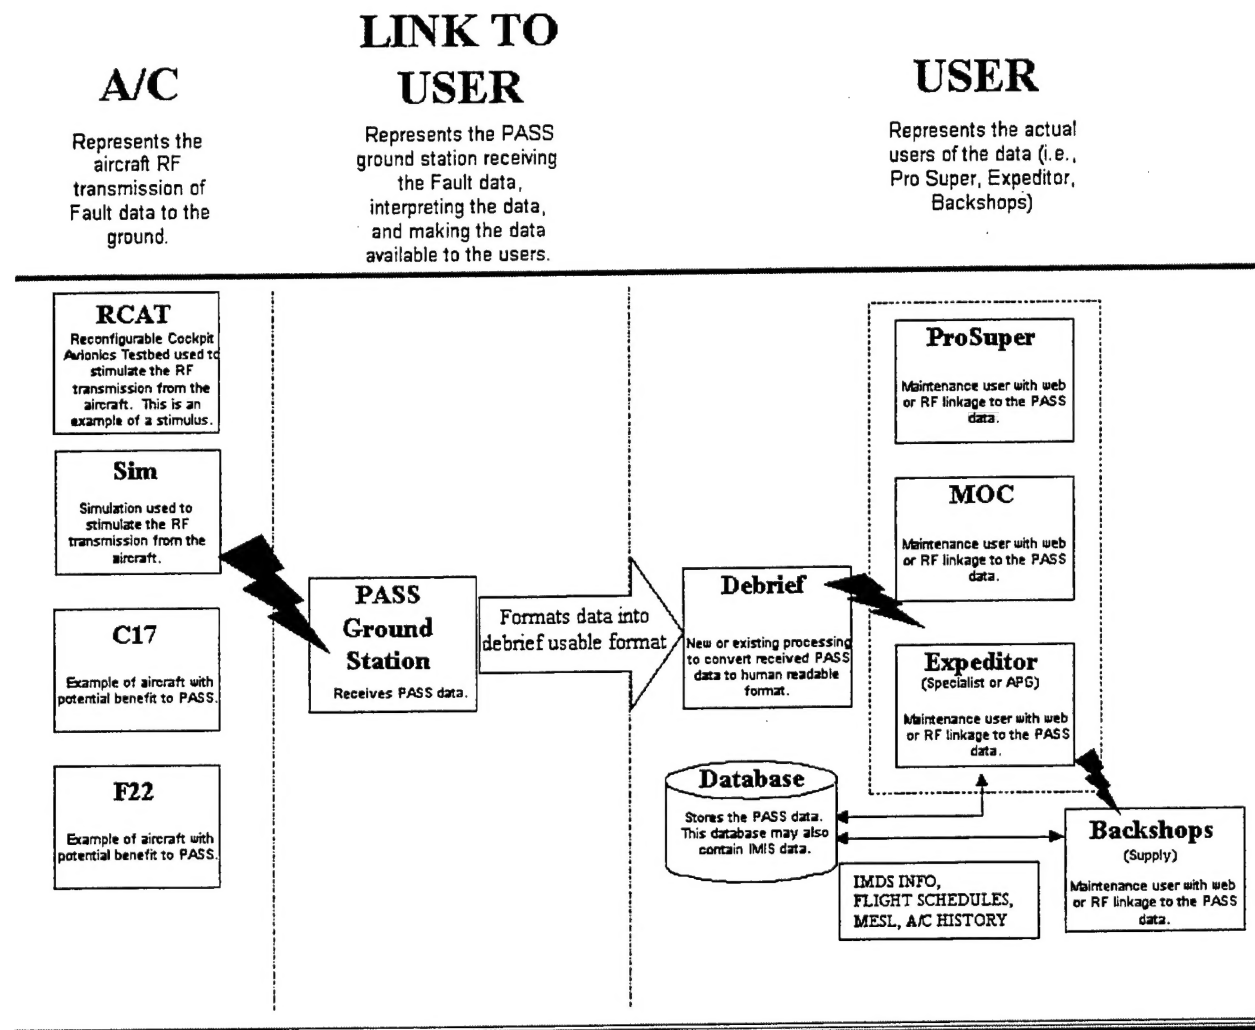 A/C
Represents the
aircraft RF
transmission of
Fault data to the
ground.
LINK TO
USER
Represents the PASS
ground station receiving
the Fault data,
interpreting the data,
and making the data
available to the users.
USER
Represents the actual
users of the data (i.e.,
Pro Super, Expeditor,
Backshops)
RCAT
Reconfigurable Cockpit
Avionics Testbed used to
stimulate the RF
transmission from the
aircraft. This is an
example of a stimulus.
Sim
Simulation used to
stimulate the RF
transmission from the
aircraft.
C17
Example of aircraft with
potential benefit to PASS.
F22
Example of aircraft with
potential benefit to PASS.
PASS
Ground
Station
Receives PASS data.
Formats data into
debrief usable format
Debrief
New or existing processing
to convert received PASS
data to human readable
format.
ProSuper
Maintenance user with web
or RF linkage to the PASS
data.
MOC
Maintenance user with web
or RF linkage to the PASS
data.
Expeditor
(Specialist or APG)
Maintenance user with web
or RF linkage to the PASS
data.
Database
Stores the PASS data.
This database may also
contain IMIS data.
IMDS INFO,
FLIGHT SCHEDULES,
MESL, A/C HISTORY
Backshops
(Supply)
Maintenance user with web
or RF linkage to the PASS
data.